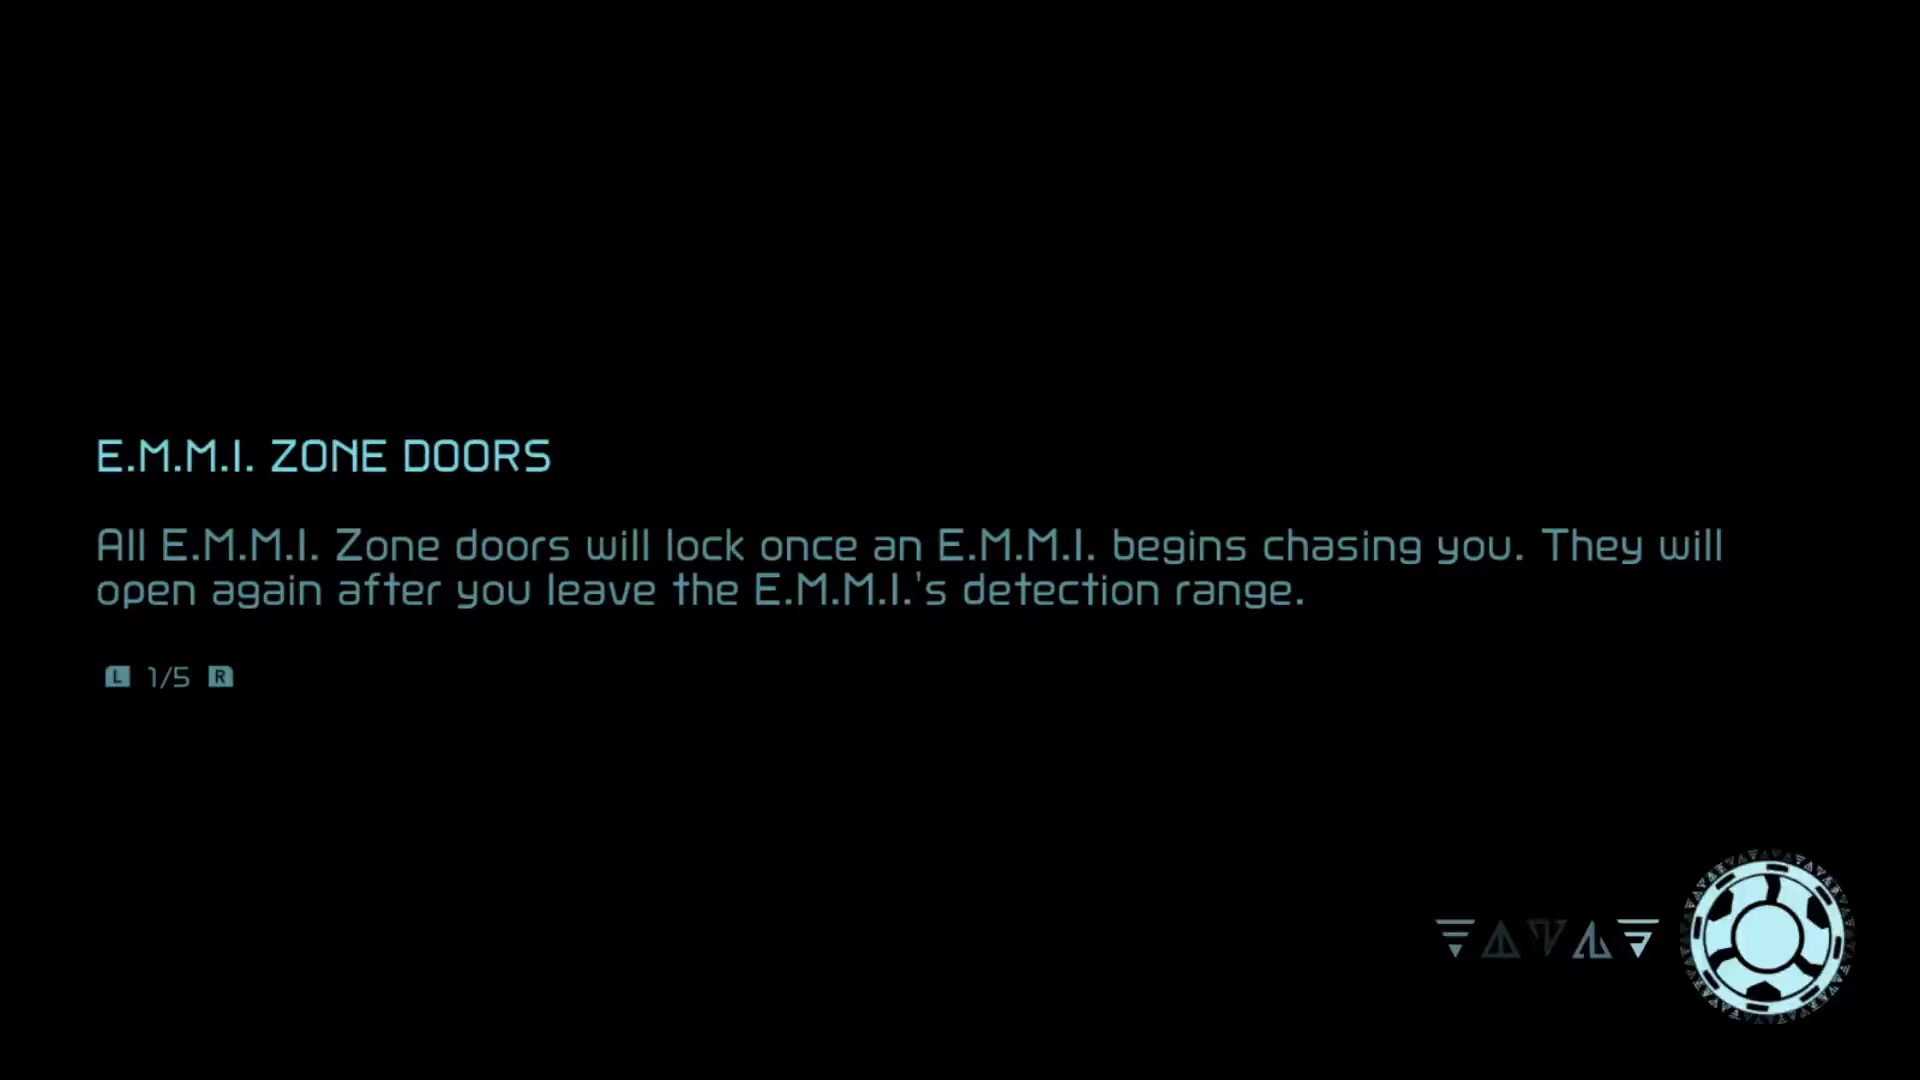 E.M.M.I. ZONE DOORS
All E.M.M.I. Zone doors will lock once an E.M.M.I. begins chasing you. They will
open again after you leave the E.M.M.I.'s detection range.
L 1/5 R